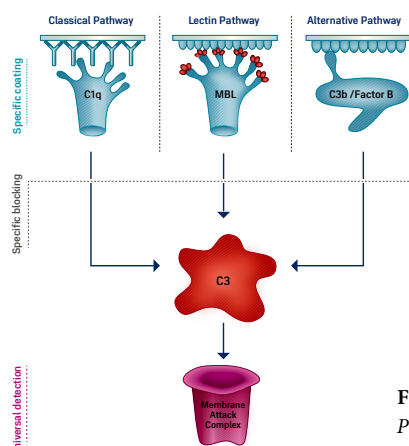 Classical Pathway
Lectin Pathway
Alternative Pathway
Specific coating
C1q
MBL
C3b /Factor B
Specific blocking
C3
Membrane
Attack
Complex
detection
F
P